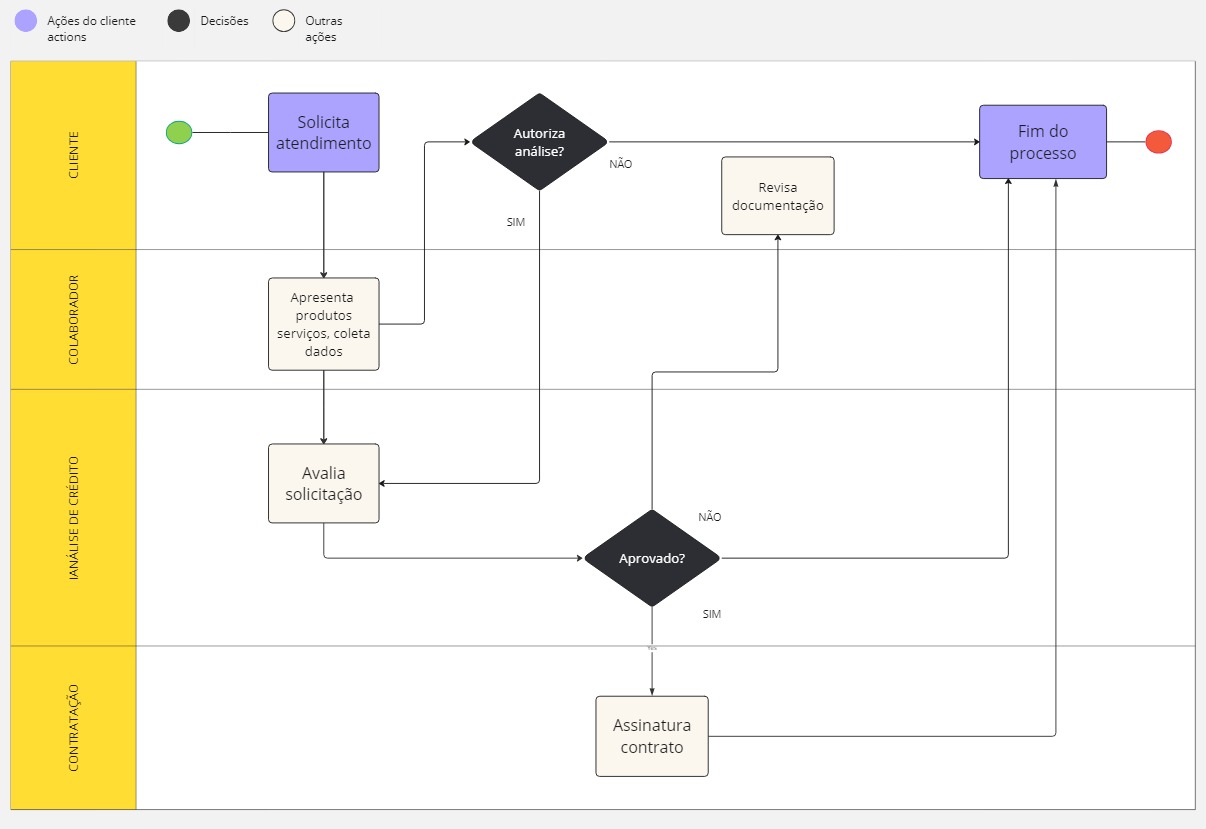 Ações do cliente
actions
Decisões
Outras
ações
CLIENTE
Solicita
atendimento
Autoriza
análise?
NÃO
SIM
Revisa
documentação
Fim do
processo
COLABORADOR
Apresenta
produtos
serviços, coleta
dados
IANÁLISE DE CRÉDITO
Avalia
solicitação
Aprovado?
NÃO
SIM
CONTRATAÇÃO
Assinatura
contrato